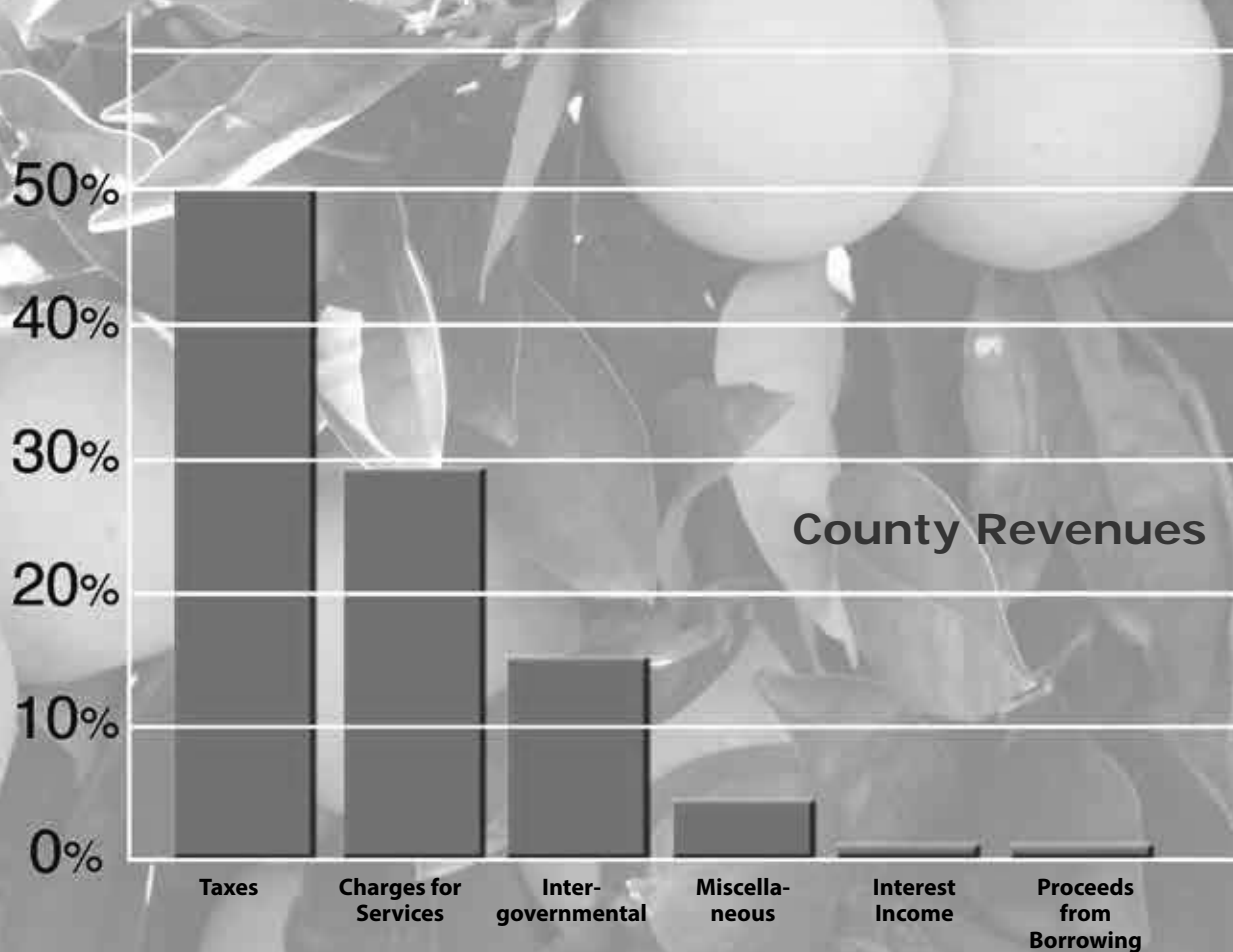 50%
40%
30%
County Revenues
20%
10%
0%
Taxes
Charges for
Services
Inter-
governmental
Miscella-
neous
Interest
Income
Proceeds
from
Borrowing